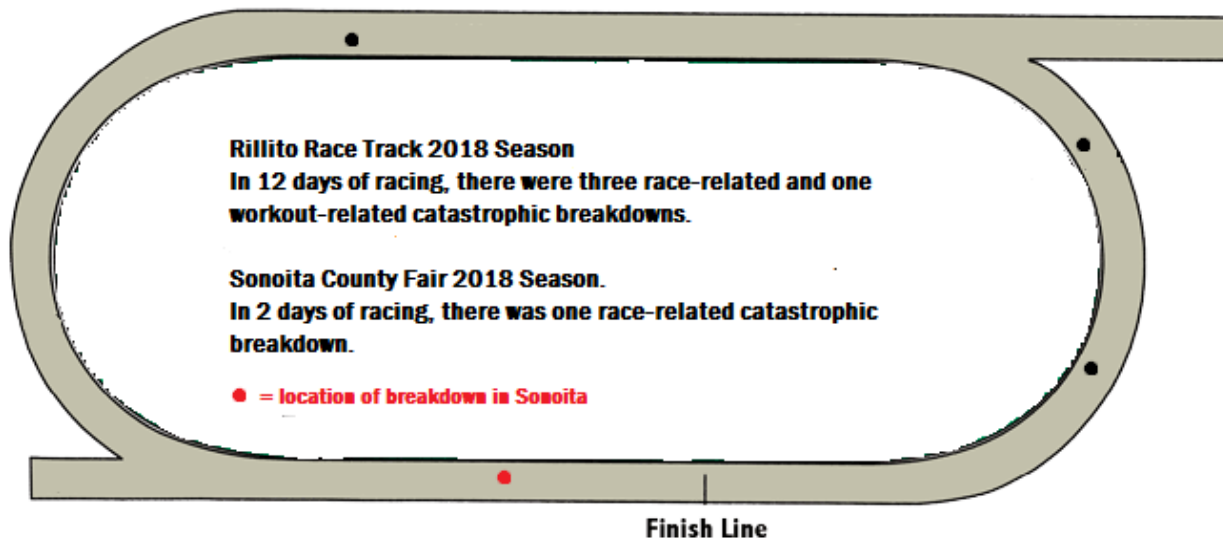 Rillito Race Track 2018 Season
In 12 days of racing, there were three race-related and one
workout-related catastrophic breakdowns.
Sonoita County Fair 2018 Season.
In 2 days of racing, there was one race-related catastrophic
breakdown.
= location of breakdown in Sonoita
Finish Line